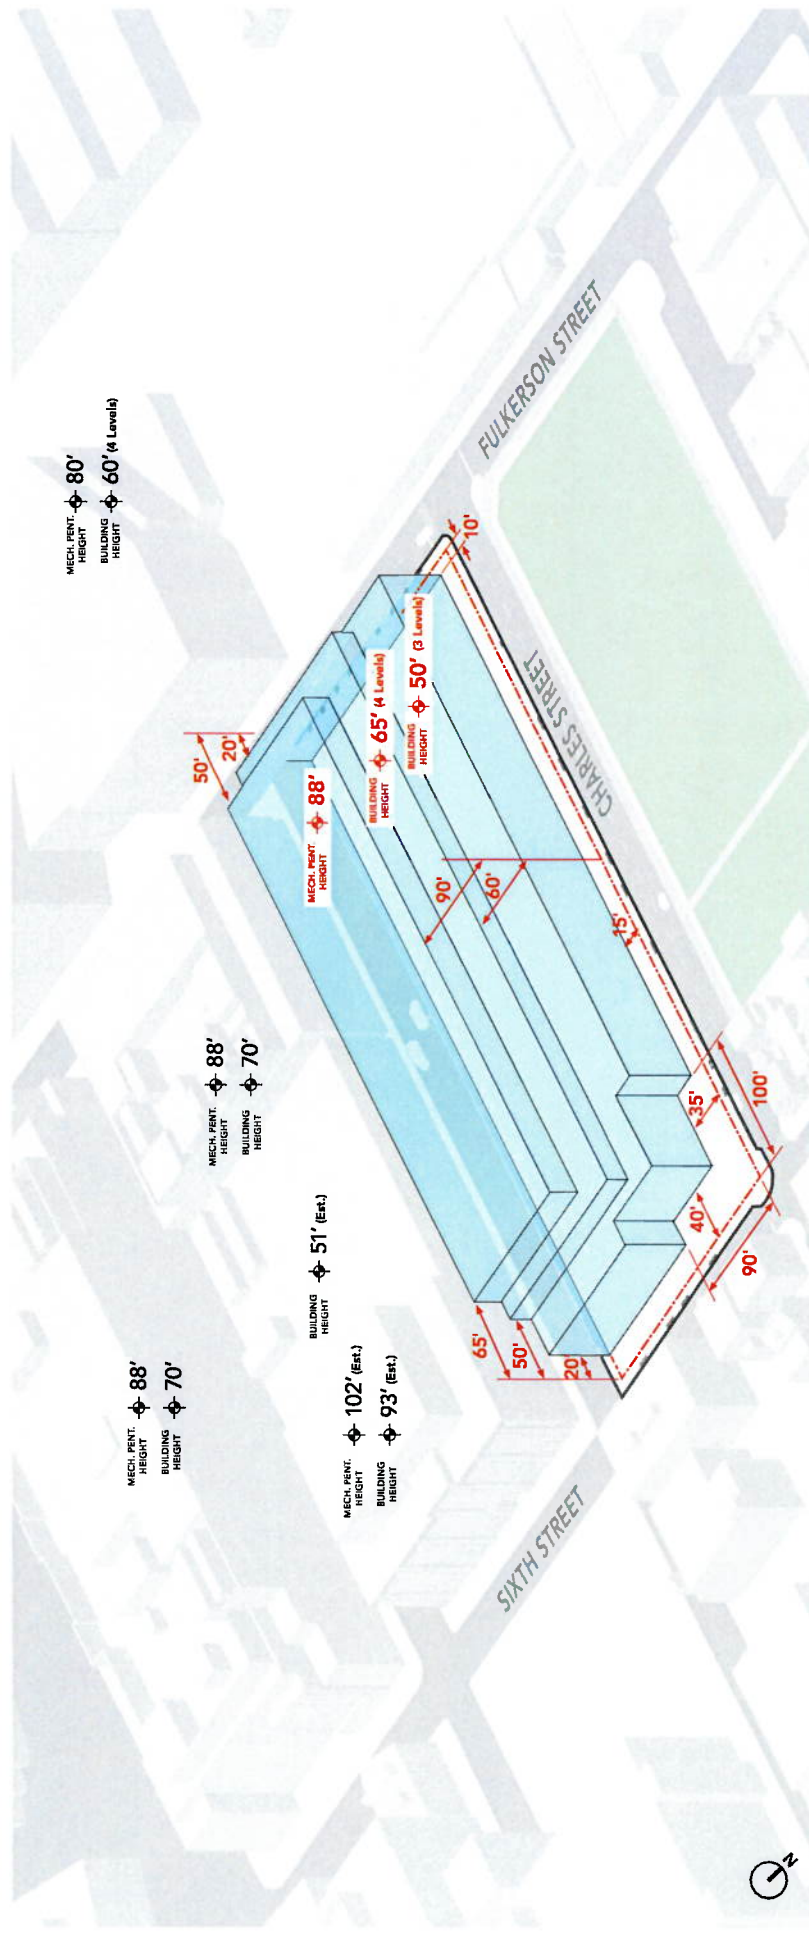 MECH. PENT.
HEIGHT
88'
BUILDING
HEIGHT
70'
MECH. PENT.
HEIGHT
88'
BUILDING
HEIGHT
70'
MECH. PENT.
HEIGHT
80'
BUILDING
HEIGHT
60' (4 Levels)
BUILDING
HEIGHT
51' (Est.)
MECH. PENT.
HEIGHT
102' (Est.)
BUILDING
HEIGHT
93' (Est.)
50'
20'
MECH. PENT.
HEIGHT
88'
BUILDING
HEIGHT
65' (4 Levels)
BUILDING
HEIGHT
50' (3 Levels)
10'
90'
60'
15'
65'
50'
20'
35'
100'
40'
90'
SIXTH STREET
CHARLES STREET
FULKERSON STREET
N